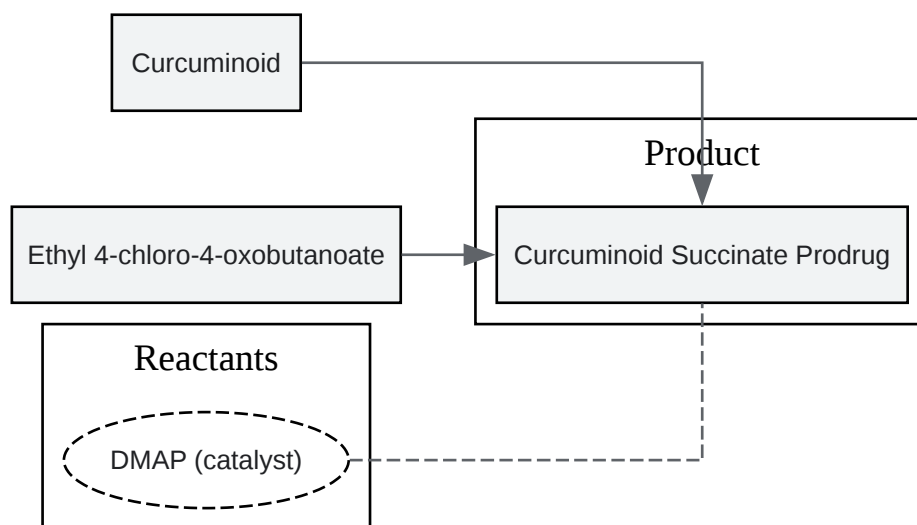 Curcuminoid
Product
Ethyl 4-chloro-4-oxobutanoate
Curcuminoid Succinate Prodrug
Reactants
DMAP (catalyst)